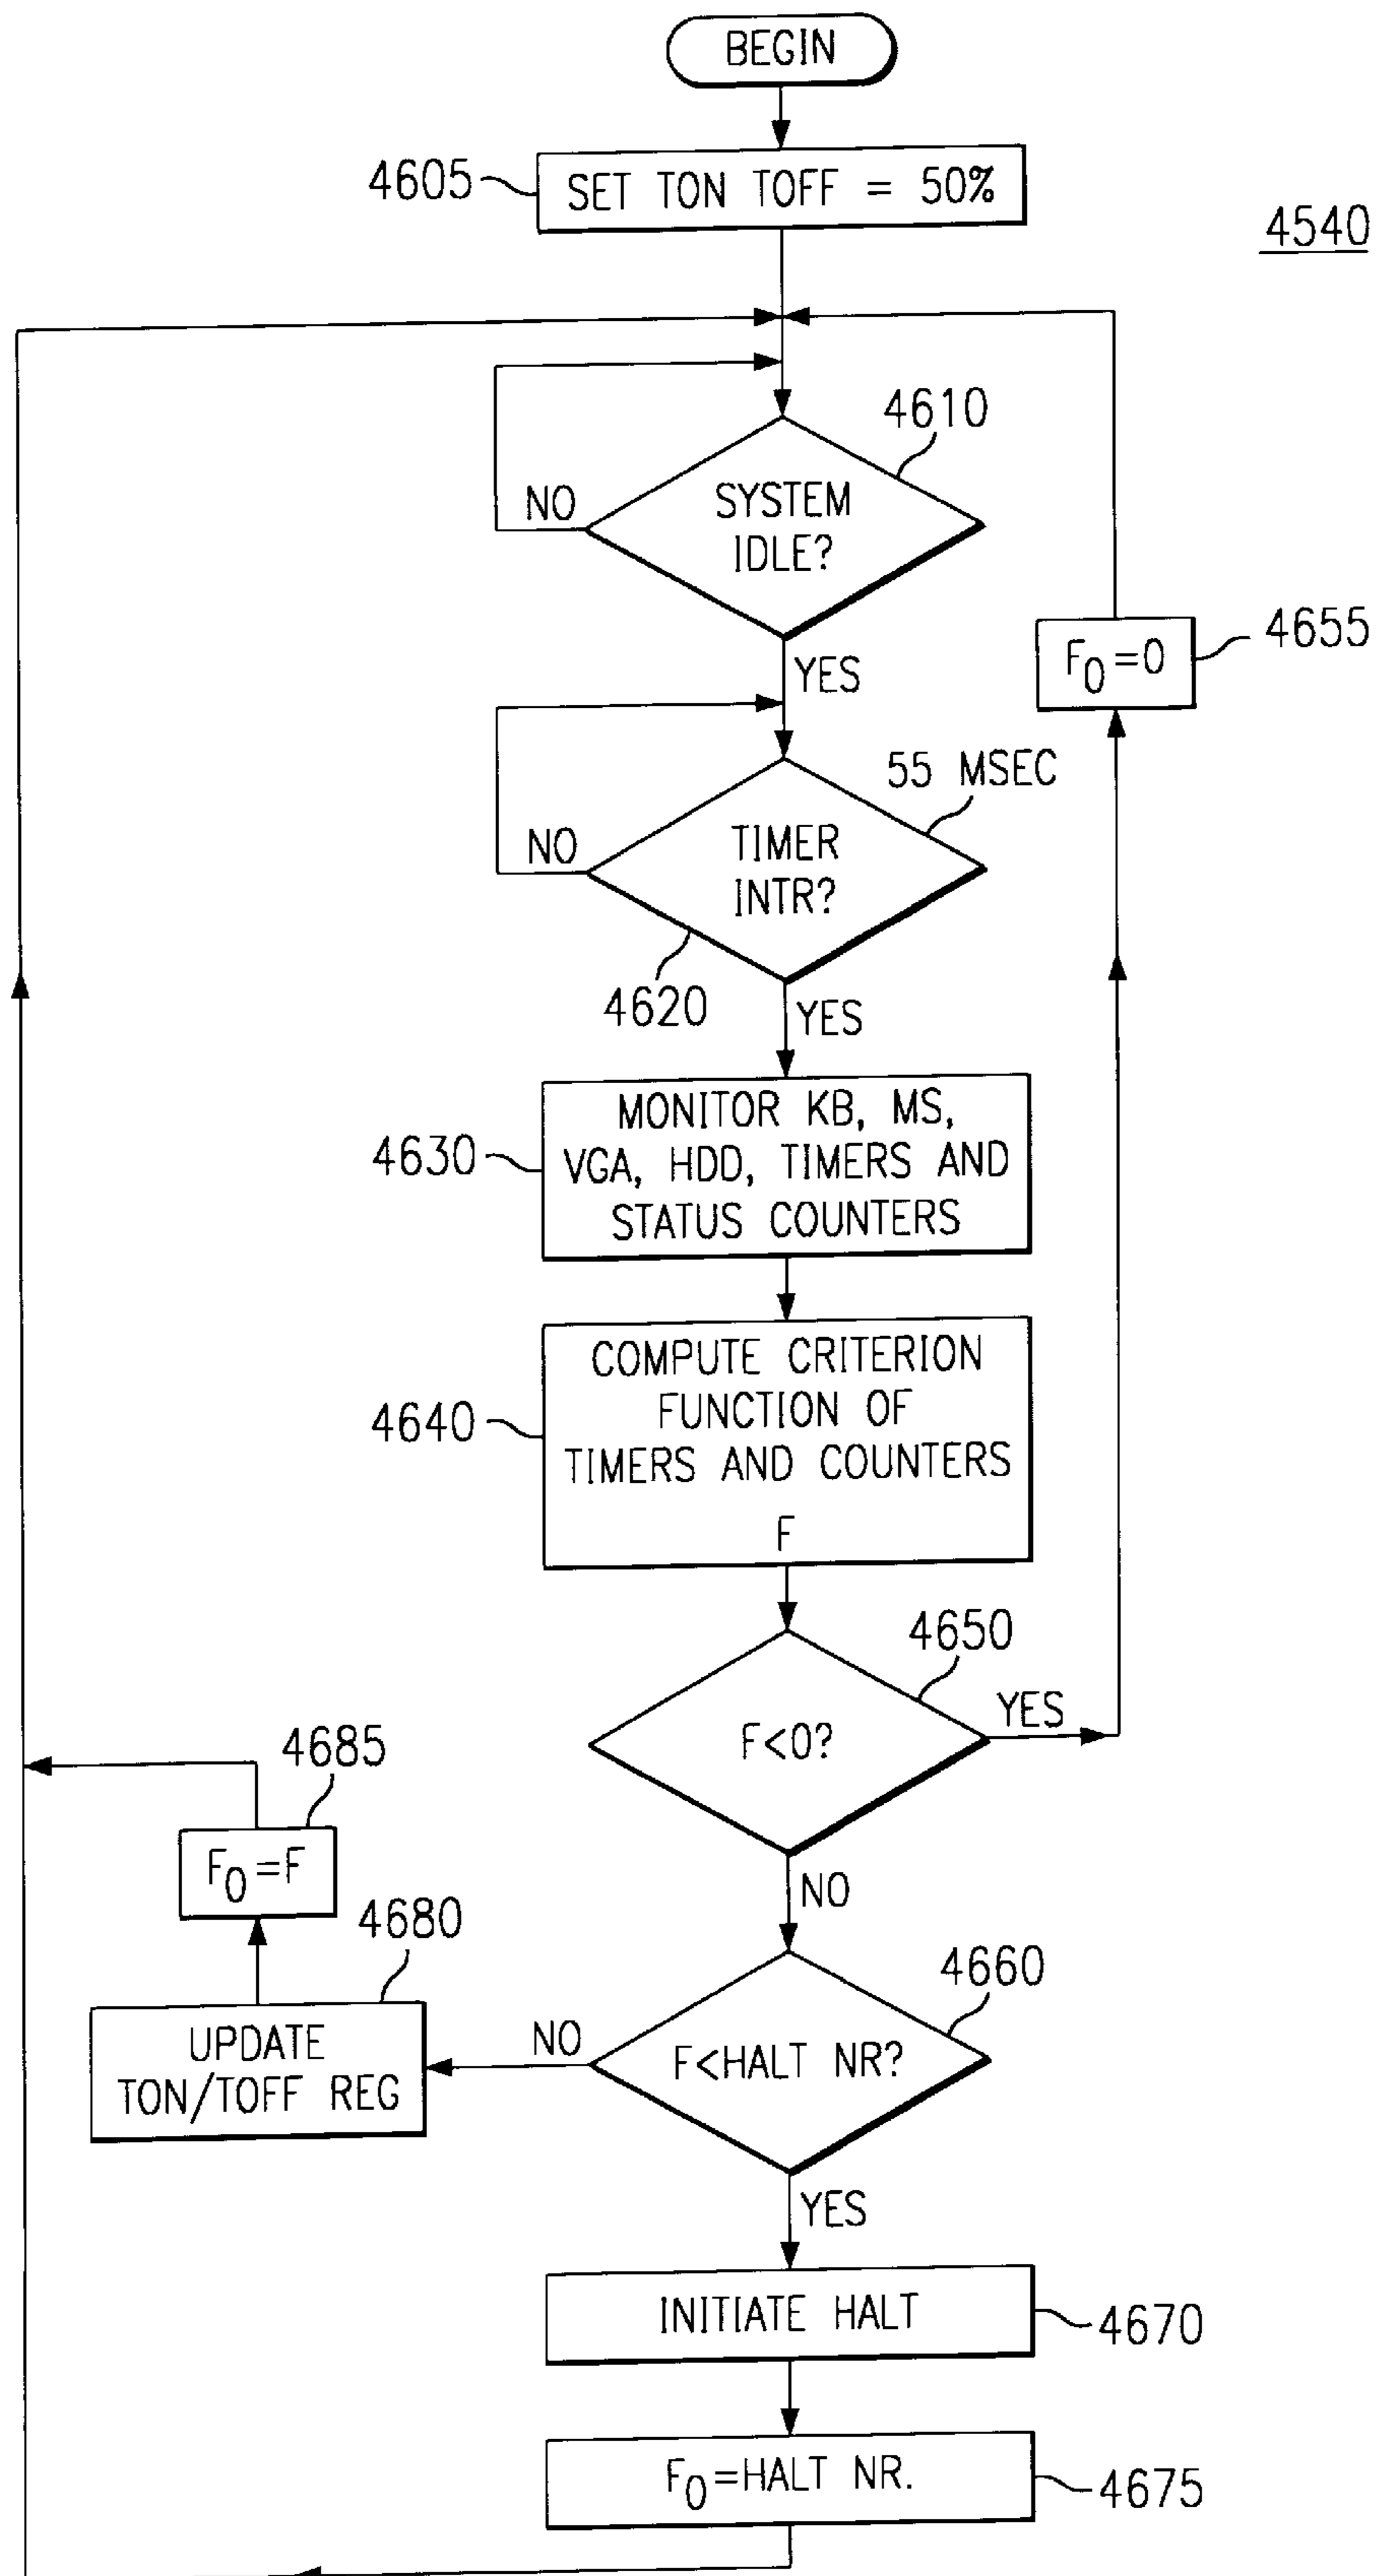 BEGIN
4605
SET TON TOFF = 50%
4540
4610
SYSTEM
IDLE?
NO
YES
F0=0
4655
55 MSEC
TIMER
INTR?
NO
4620
YES
4630
MONITOR KB, MS,
VGA, HDD, TIMERS AND
STATUS COUNTERS
4640
COMPUTE CRITERION
FUNCTION OF
TIMERS AND COUNTERS
F
4650
F<0?
YES
NO
4685
F0=F
4680
UPDATE
TON/TOFF REG
4660
F<HALT NR?
NO
YES
INITIATE HALT
4670
F0=HALT NR.
4675